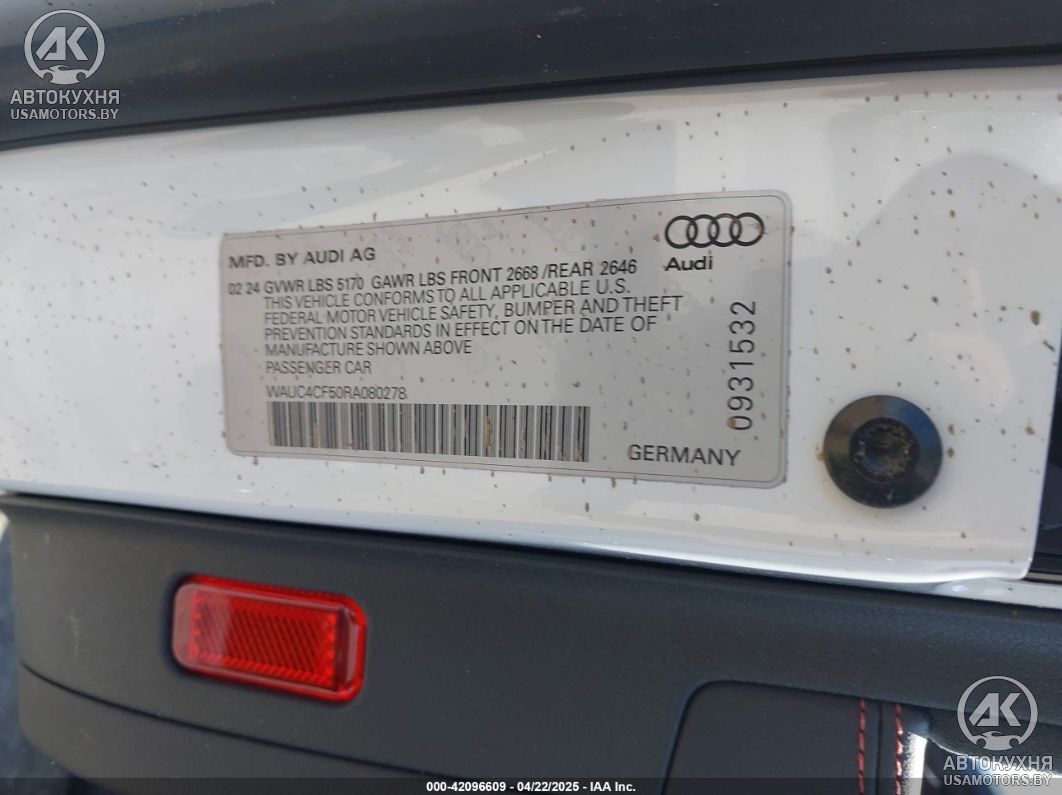 AK
АВТОКУХНЯ
USAMOTORS.BY
MFD. BY AUDI AG
Audi
02 24 GVWR LBS 5170 GAWR LBS FRONT 2668 /REAR 2646
THIS VEHICLE CONFORMS TO ALL APPLICABLE U.S.
FEDERAL MOTOR VEHICLE SAFETY, BUMPER AND THEFT
PREVENTION STANDARDS IN EFFECT ON THE DATE OF
MANUFACTURE SHOWN ABOVE
PASSENGER CAR
WAUC4CF50RA080278
0931532
GERMANY
AK
АВТОКУХНЯ
USAMOTORS.BY
000-42096609 - 04/22/2025 - IAA Inc.